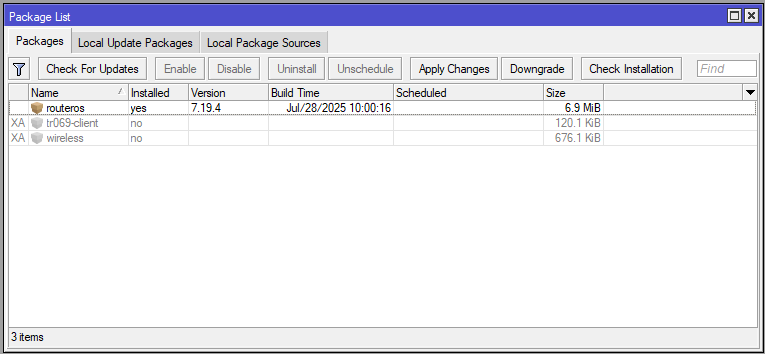 Package List
Packages Local Update Packages Local Package Sources
Check For Updates Enable Disable Uninstall Unschedule Apply Changes Downgrade Check Installation Find
Name Installed Version Build Time Scheduled Size
routeros yes 7.19.4 Jul/28/2025 10:00:16 6.9 MiB
XA tr069-client no 120.1 KiB
XA wireless no 676.1 KiB
3 items